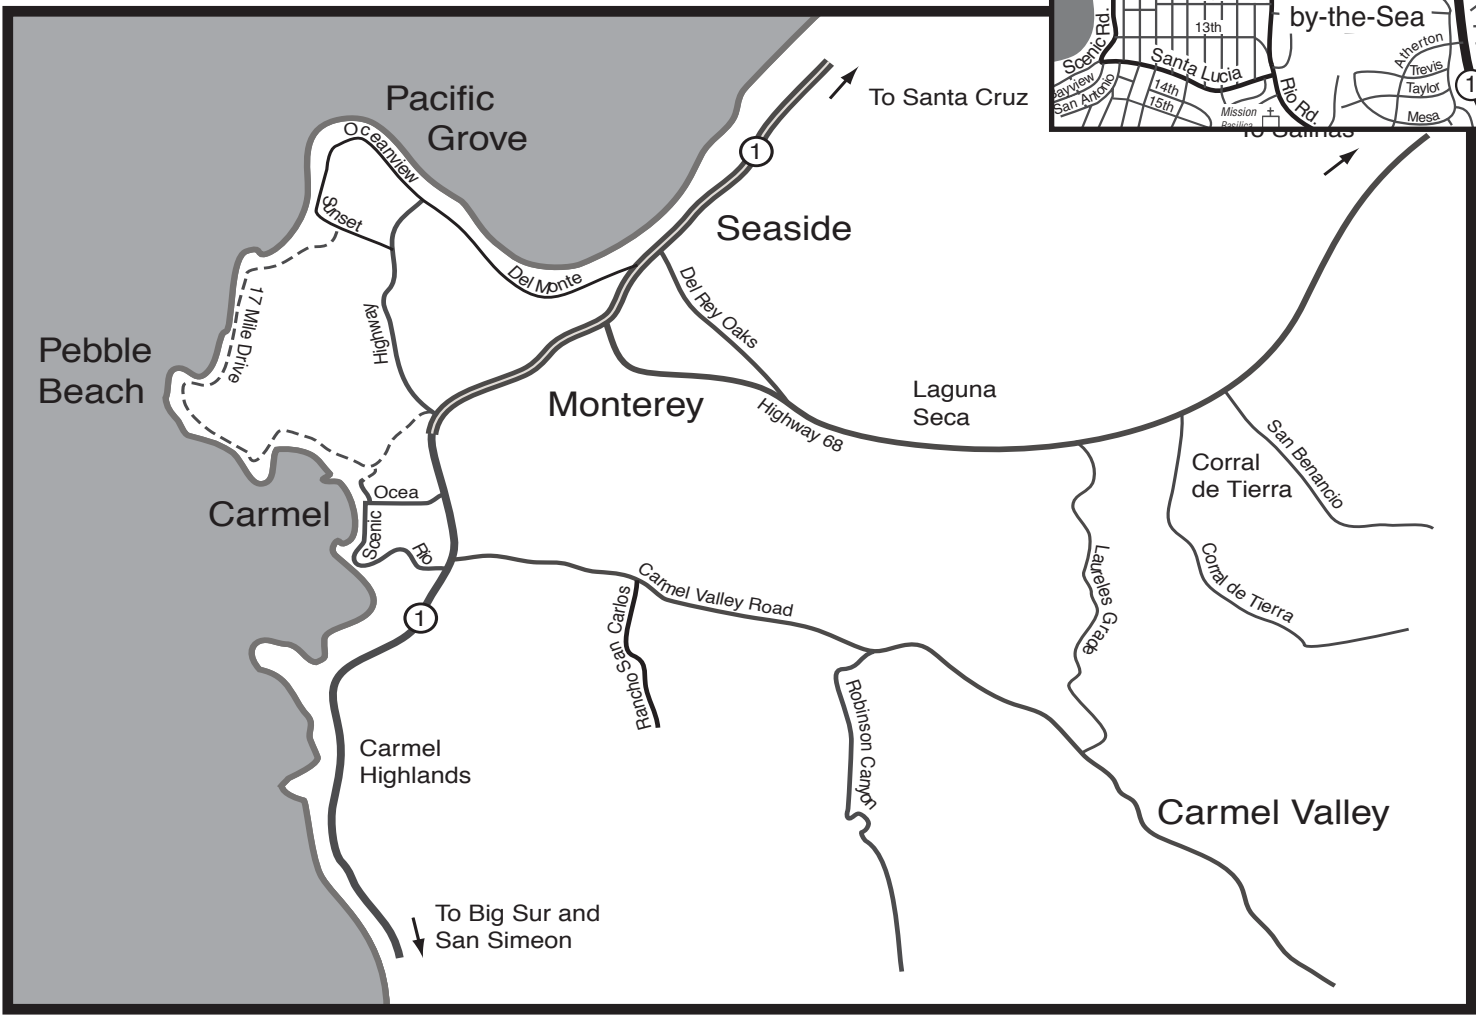 by-the-Sea
13th
Scenic Rd.
Santa Lucia
Atherton
Trevis
Taylor
Mesa
San Antonio
14th
15th
Rio Rd.
Mission
1
To Santa Cruz
To Salinas
Pacific
Grove
Oceanview
1
Sunset
Seaside
Del Monte
Del Rey Oaks
17 Mile Drive
Highway
Pebble
Beach
Monterey
Highway 68
Laguna
Seca
San Benancio
Corral
de Tierra
Carmel
Ocea
Scenic
Rio
Corral de Tierra
Laureles Grade
Carmel Valley Road
1
Rancho San Carlos
Robinson Canyon
Carmel
Highlands
Carmel Valley
To Big Sur and
San Simeon